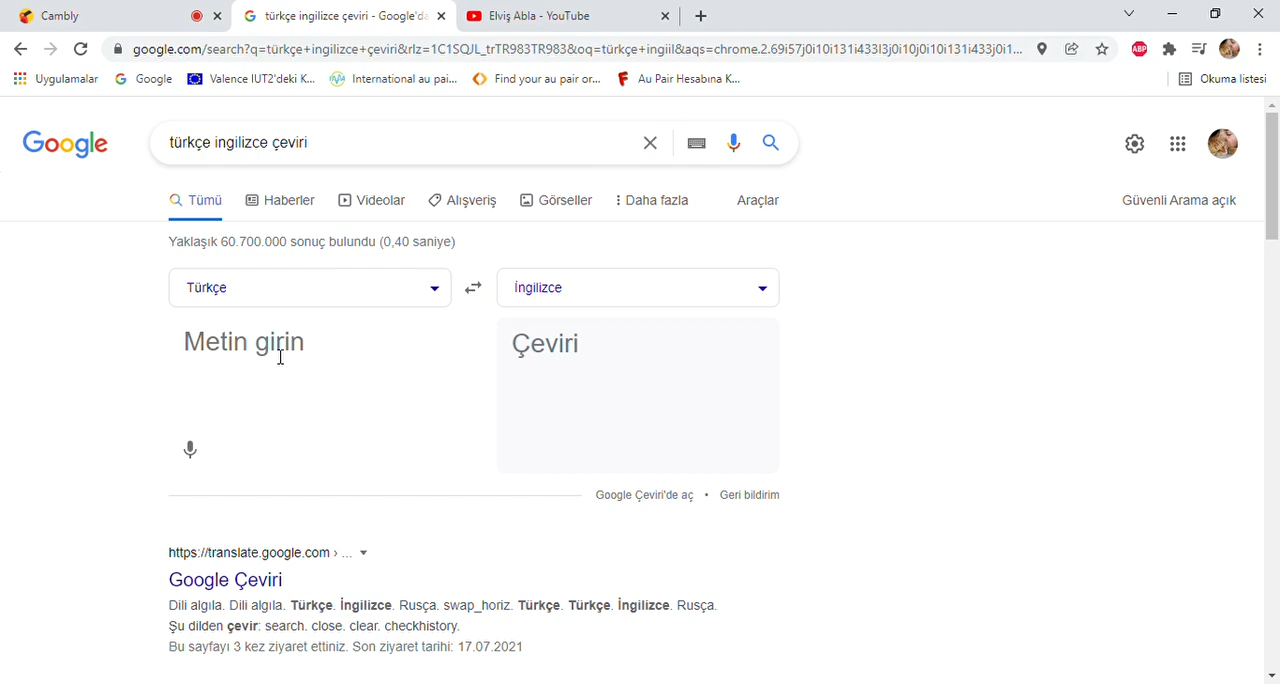 Cambly
türkçe ingilizce çeviri - Google'da
Elviş Abla - YouTube
google.com/search?q=türkçe+ingilizce+çeviri&rlz=1C1SQJL_trTR983TR983&oq=türkçe+ingiil&aqs=chrome.2.69i57j0i10i131i433l3j0i10j0i10i131i433j0i1...
ABP
Uygulamalar
Google
Valence IUT2'deki K...
International au pai...
Find your au pair or...
Au Pair Hesabına K...
Okuma listesi
Google
türkçe ingilizce çeviri
Tümü
Haberler
Videolar
Alışveriş
Görseller
Daha fazla
Araçlar
Güvenli Arama açık
Yaklaşık 60.700.000 sonuç bulundu (0,40 saniye)
Türkçe
İngilizce
Metin girin
Çeviri
Google Çeviri'de aç • Geri bildirim
https://translate.google.com › ...
Google Çeviri
Dili algıla. Dili algıla. Türkçe. İngilizce. Rusça. swap_horiz. Türkçe. Türkçe. İngilizce. Rusça.
Şu dilden çevir: search. close. clear. checkhistory.
Bu sayfayı 3 kez ziyaret ettiniz. Son ziyaret tarihi: 17.07.2021